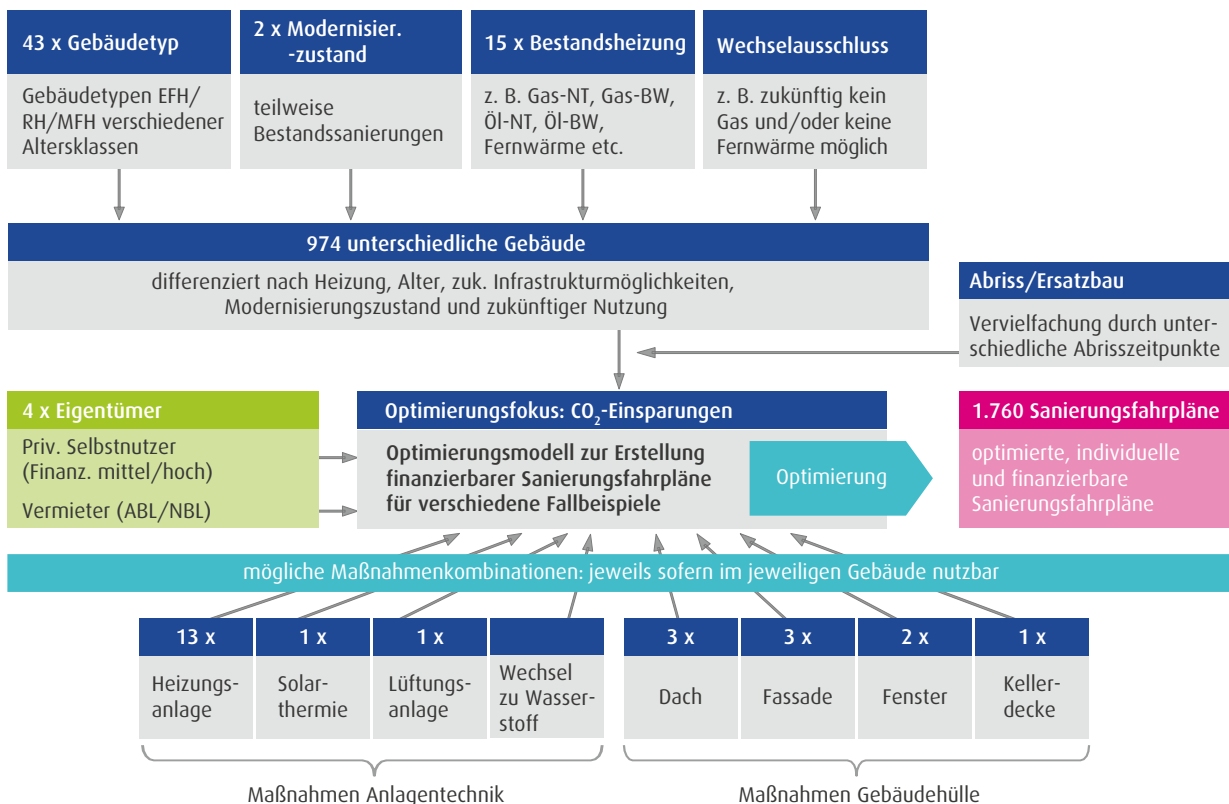 43 x Gebäudetyp
Gebäudetypen EFH/
RH/MFH verschiedener
Altersklassen
2 x Modernisier.
-zustand
teilweise
Bestandssanierungen
15 x Bestandsheizung
z. B. Gas-NT, Gas-BW,
Öl-NT, Öl-BW,
Fernwärme etc.
Wechselausschluss
z. B. zukünftig kein
Gas und/oder keine
Fernwärme möglich
974 unterschiedliche Gebäude
differenziert nach Heizung, Alter, zuk. Infrastrukturmöglichkeiten,
Modernisierungszustand und zukünftiger Nutzung
Abriss/Ersatzbau
Vervielfachung durch unter-
schiedliche Abrisszeitpunkte
4 x Eigentümer
Priv. Selbstnutzer
(Finanz. mittel/hoch)
Vermieter (ABL/NBL)
Optimierungsfokus: CO₂-Einsparungen
Optimierungsmodell zur Erstellung
finanzierbarer Sanierungsfahrpläne
für verschiedene Fallbeispiele
Optimierung
1.760 Sanierungsfahrpläne
optimierte, individuelle
und finanzierbare
Sanierungsfahrpläne
mögliche Maßnahmenkombinationen: jeweils sofern im jeweiligen Gebäude nutzbar
13 x
Heizungs-
anlage
1 x
Solar-
thermie
1 x
Lüftungs-
anlage
Wechsel
zu Wasser-
stoff
3 x
Dach
3 x
Fassade
2 x
Fenster
1 x
Keller-
decke
Maßnahmen Anlagentechnik
Maßnahmen Gebäudehülle